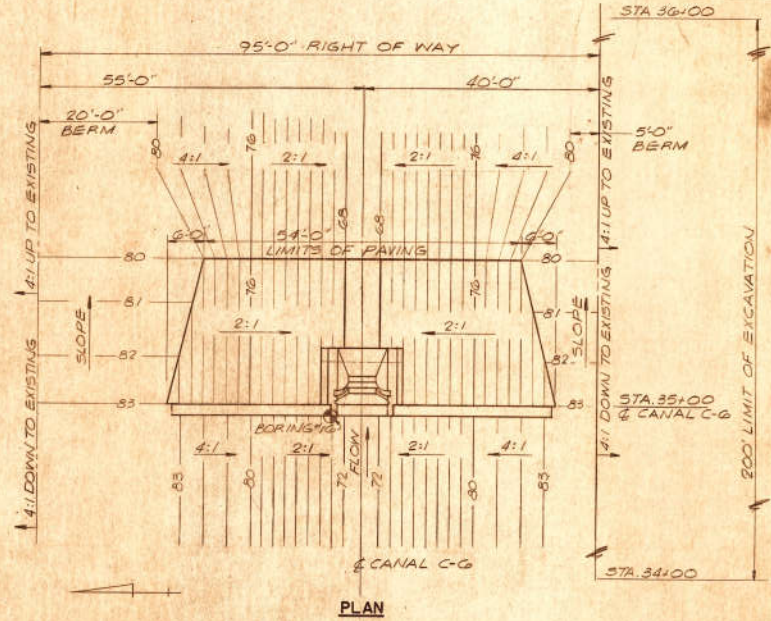 STA 36+00
95'-0" RIGHT OF WAY
55'-0"
40'-0"
20'-0"
BERM
5'-0"
BERM
80
4:1
76
2:1
2:1
76
4:1
80
4:1 UP TO EXISTING
4:1 UP TO EXISTING
68
68
6'-0"
54'-0"
6'-0"
LIMITS OF PAVING
80
80
76
76
81
81
SLOPE
SLOPE
2:1
2:1
82
82
83
83
4:1 DOWN TO EXISTING
4:1 DOWN TO EXISTING
200' LIMIT OF EXCAVATION
STA. 35+00
℄ CANAL C-6
BORING #16
4:1
2:1
FLOW
2:1
4:1
83
80
72
72
80
83
℄ CANAL C-6
STA. 34+00
PLAN